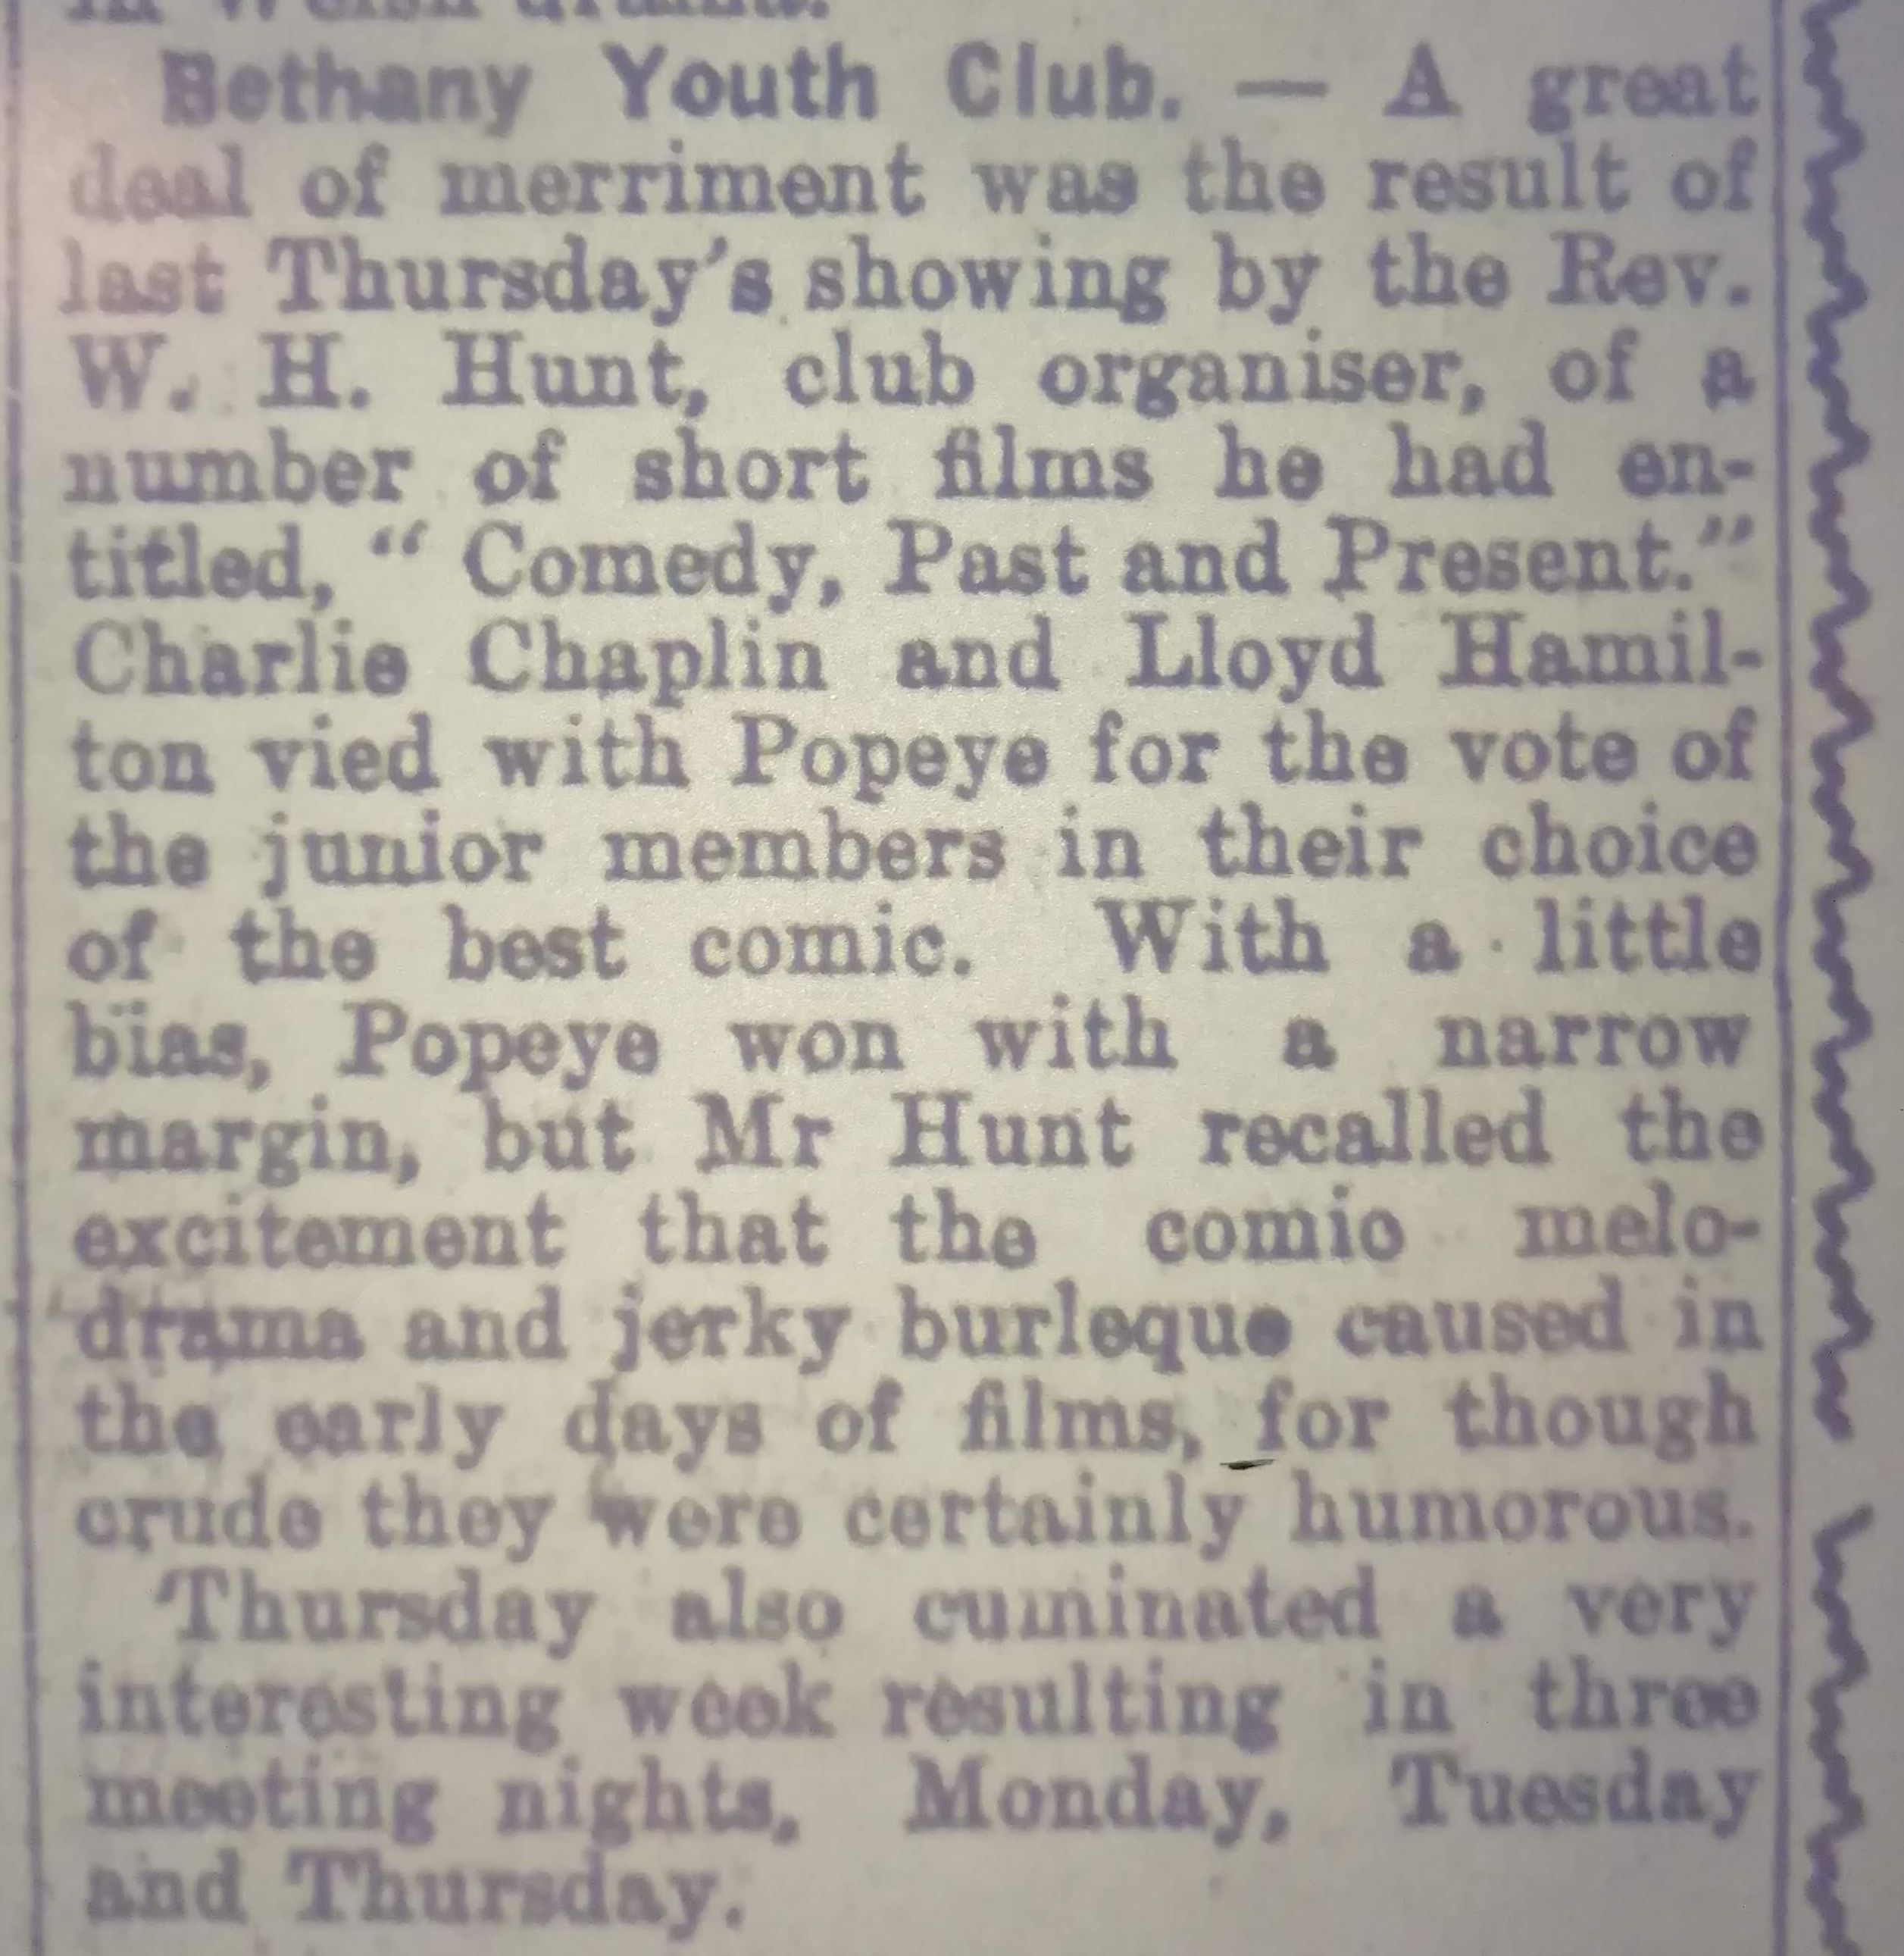 in Welsh drama.
Bethany Youth Club. — A great
deal of merriment was the result of
last Thursday's showing by the Rev.
W. H. Hunt, club organiser, of a
number of short films he had en-
titled, “ Comedy, Past and Present.”
Charlie Chaplin and Lloyd Hamil-
ton vied with Popeye for the vote of
the junior members in their choice
of the best comic. With a little
bias, Popeye won with a narrow
margin, but Mr Hunt recalled the
excitement that the comic melo-
drama and jerky burleque caused in
the early days of films, for though
crude they were certainly humorous.
Thursday also cuminated a very
interesting week resulting in three
meeting nights, Monday, Tuesday
and Thursday.